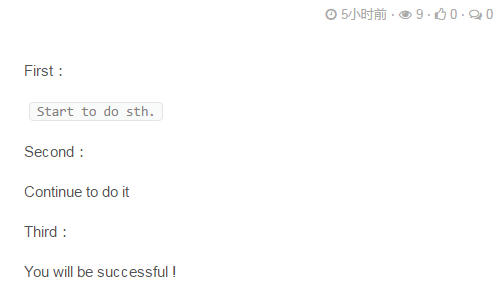 5小时前 · 9 · 0 · 0
First：
Start to do sth.
Second：
Continue to do it
Third：
You will be successful !